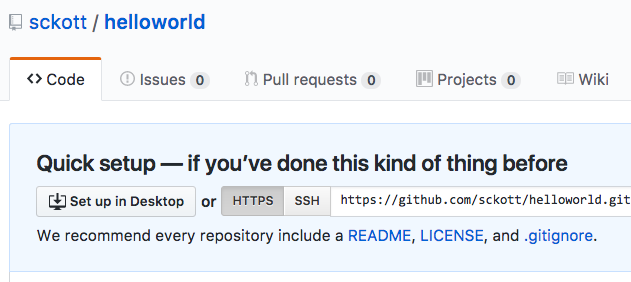 sckott / helloworld
Code Issues 0 Pull requests 0 Projects 0 Wiki
Quick setup — if you’ve done this kind of thing before
Set up in Desktop or HTTPS SSH https://github.com/sckott/helloworld.git
We recommend every repository include a README, LICENSE, and .gitignore.